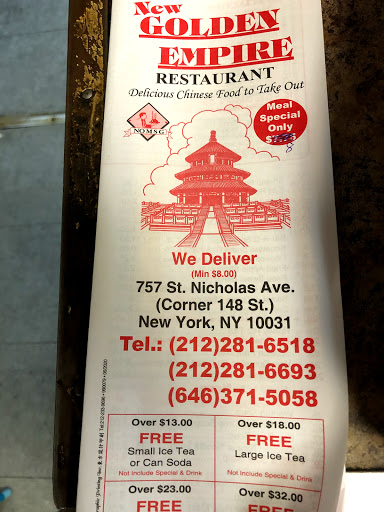 New
GOLDEN
EMPIRE
RESTAURANT
Delicious Chinese Food to Take Out
NO M S G
Meal
Special
Only
8
We Deliver
(Min $8.00)
757 St. Nicholas Ave.
(Corner 148 St.)
New York, NY 10031
Tel.: (212)281-6518
(212)281-6693
(646)371-5058
Over $13.00
FREE
Small Ice Tea
or Can Soda
Not Include Special & Drink
Over $18.00
FREE
Large Ice Tea
Not Include Special & Drink
Over $23.00
FREE
Over $32.00
FREE